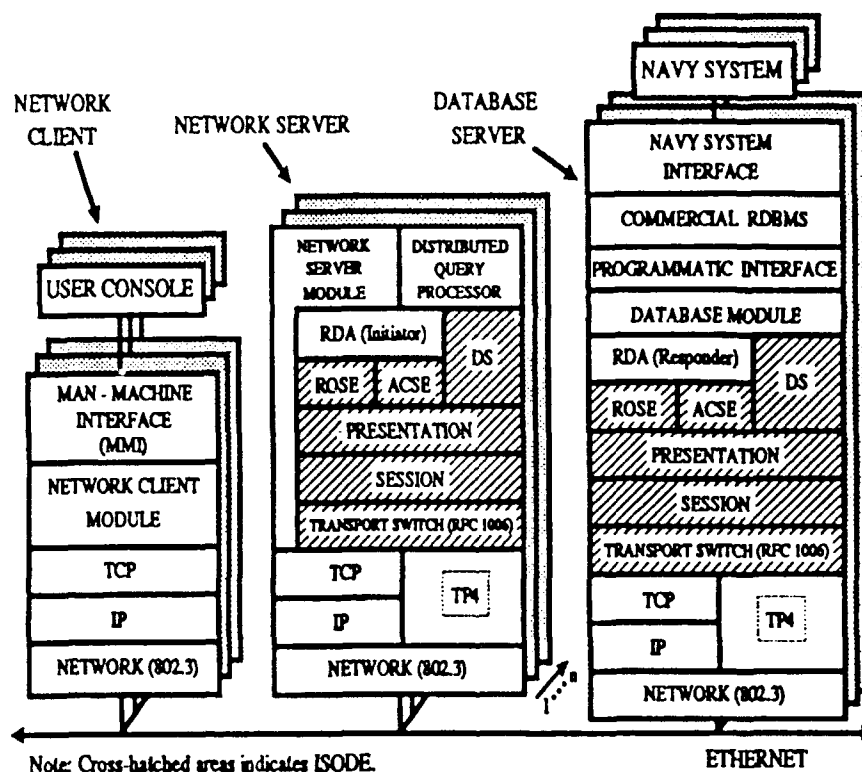 NETWORK
CLIENT
USER CONSOLE
MAN - MACHINE
INTERFACE
(MMI)
NETWORK CLIENT
MODULE
TCP
IP
NETWORK (802.3)
NETWORK SERVER
NETWORK
SERVER
MODULE
DISTRIBUTED
QUERY
PROCESSOR
RDA (Initiator)
DS
ROSE
ACSE
PRESENTATION
SESSION
TRANSPORT SWITCH (RFC 1006)
TCP
TP4
IP
NETWORK (802.3)
1....n
DATABASE
SERVER
NAVY SYSTEM
NAVY SYSTEM
INTERFACE
COMMERCIAL RDBMS
PROGRAMMATIC INTERFACE
DATABASE MODULE
RDA (Responder)
DS
ROSE
ACSE
PRESENTATION
SESSION
TRANSPORT SWITCH (RFC 1006)
TCP
TP4
IP
NETWORK (802.3)
Note: Cross-hatched areas indicates ISODE.
ETHERNET